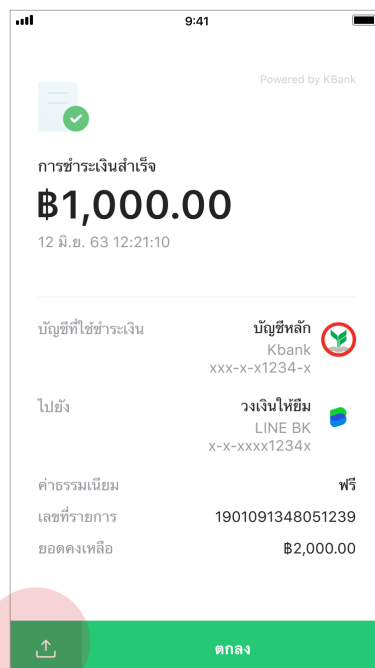 9:41
Powered by KBank
การชำระเงินสำเร็จ
฿1,000.00
12 มิ.ย. 63 12:21:10
บัญชีที่ใช้ชำระเงิน บัญชีหลัก
Kbank
xxx-x-x1234-x
ไปยัง วงเงินให้ยืม
LINE BK
x-x-xxxx1234x
ค่าธรรมเนียม ฟรี
เลขที่รายการ 1901091348051239
ยอดคงเหลือ ฿2,000.00
ตกลง